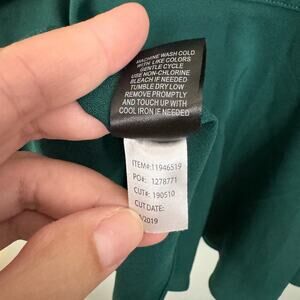 MACHINE WASH COLD
WITH LIKE COLORS
GENTLE CYCLE
USE NON-CHLORINE
BLEACH IF NEEDED
TUMBLE DRY LOW
REMOVE PROMPTLY
AND TOUCH UP WITH
COOL IRON IF NEEDED
ITEM#:11946519
PO#: 1278771
CUT#: 190510
CUT DATE:
/2019